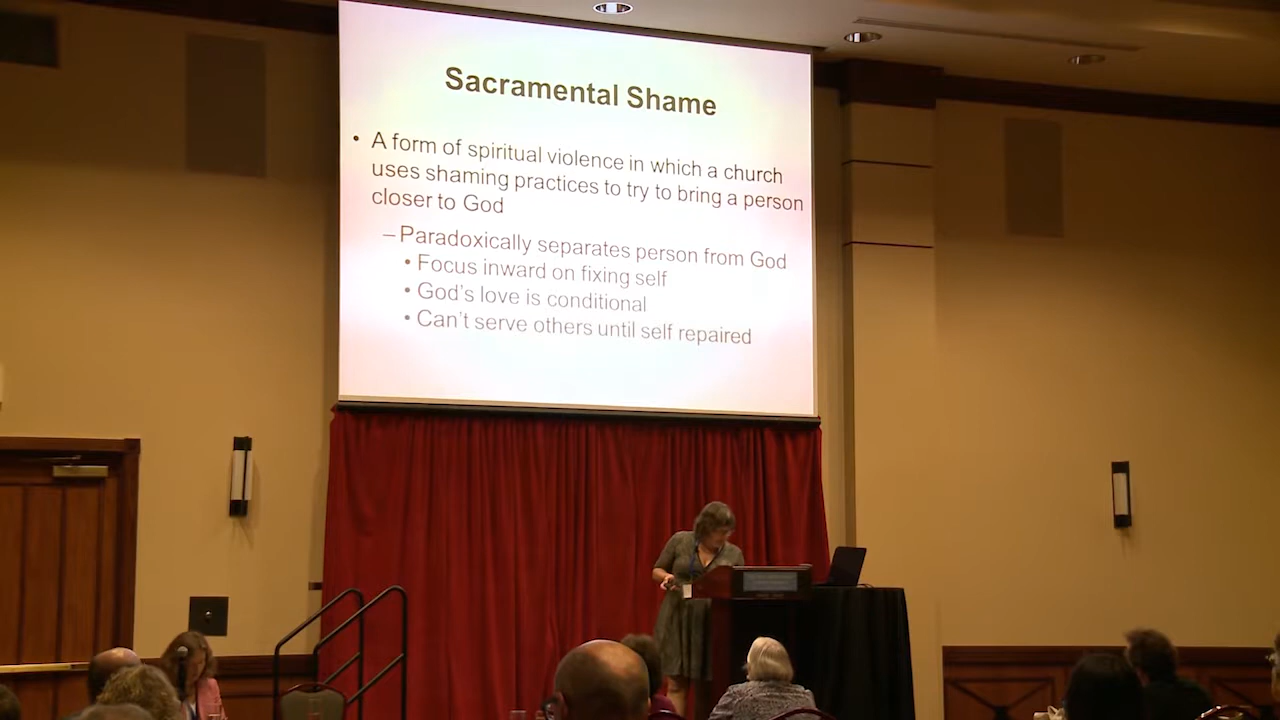 Sacramental Shame
• A form of spiritual violence in which a church
uses shaming practices to try to bring a person
closer to God
– Paradoxically separates person from God
• Focus inward on fixing self
• God's love is conditional
• Can't serve others until self repaired